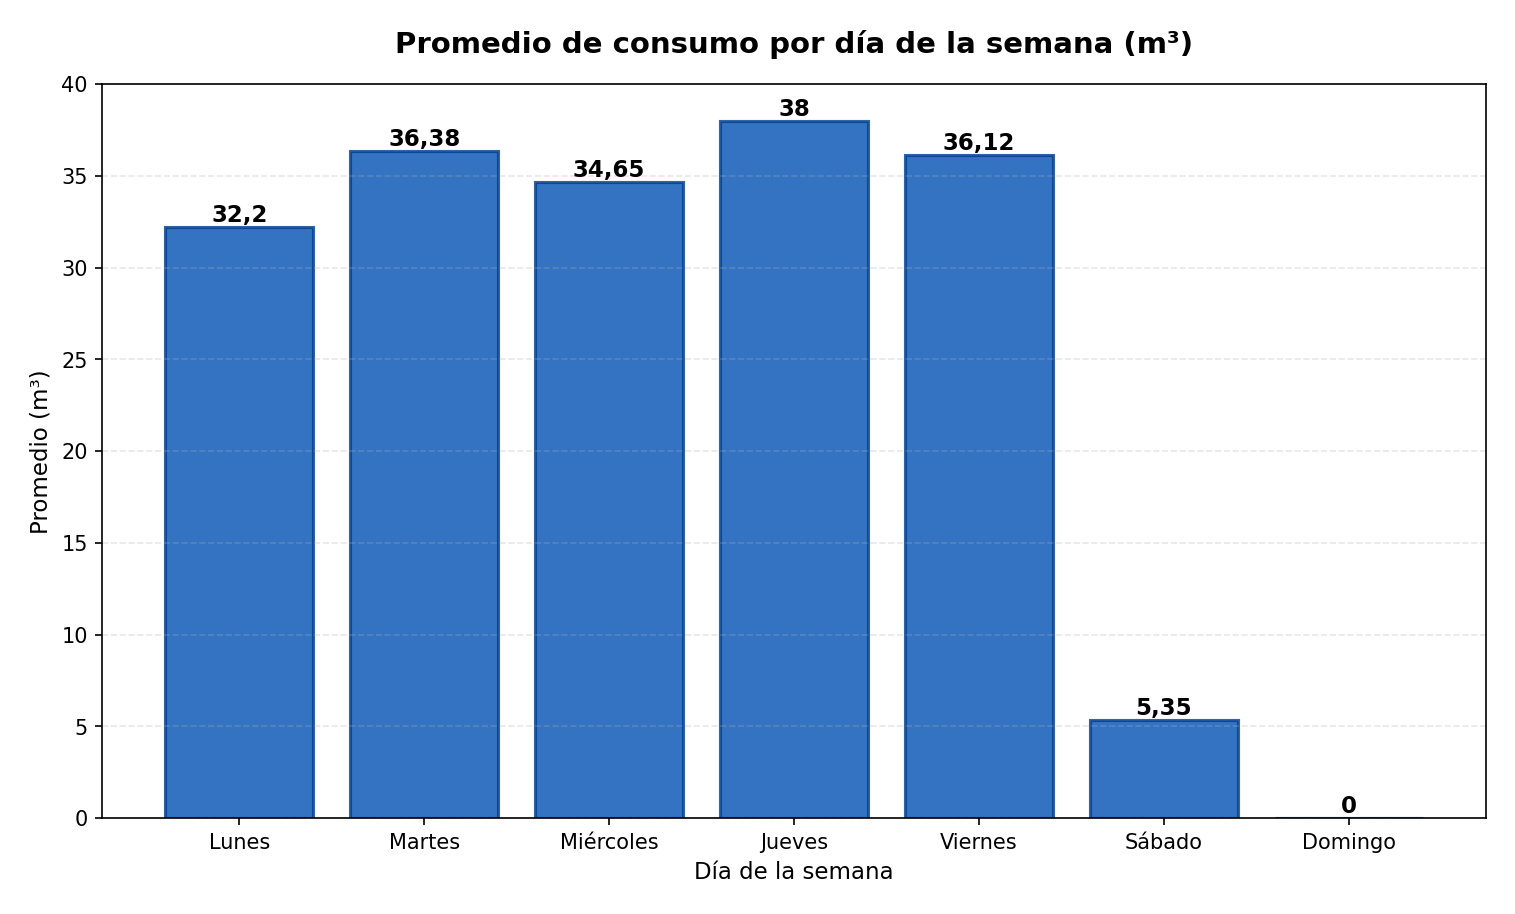 Promedio de consumo por día de la semana (m³)
40
35
30
25
20
15
10
5
0
Promedio (m³)
32,2
36,38
34,65
38
36,12
5,35
0
Lunes
Martes
Miércoles
Jueves
Viernes
Sábado
Domingo
Día de la semana